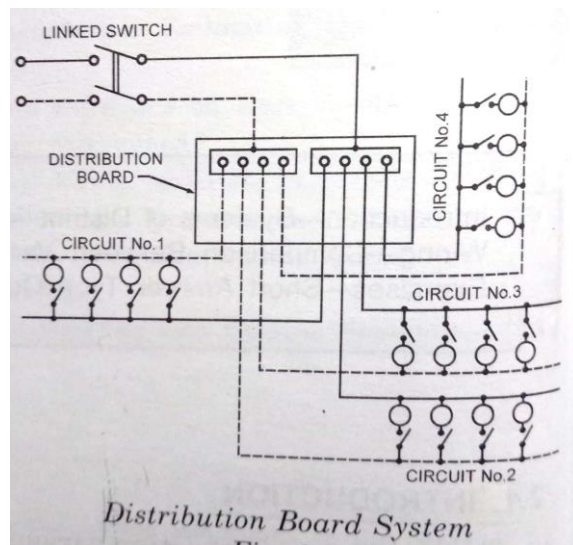 LINKED SWITCH
DISTRIBUTION
BOARD
CIRCUIT No.4
CIRCUIT No.1
CIRCUIT No.3
CIRCUIT No.2
Distribution Board System